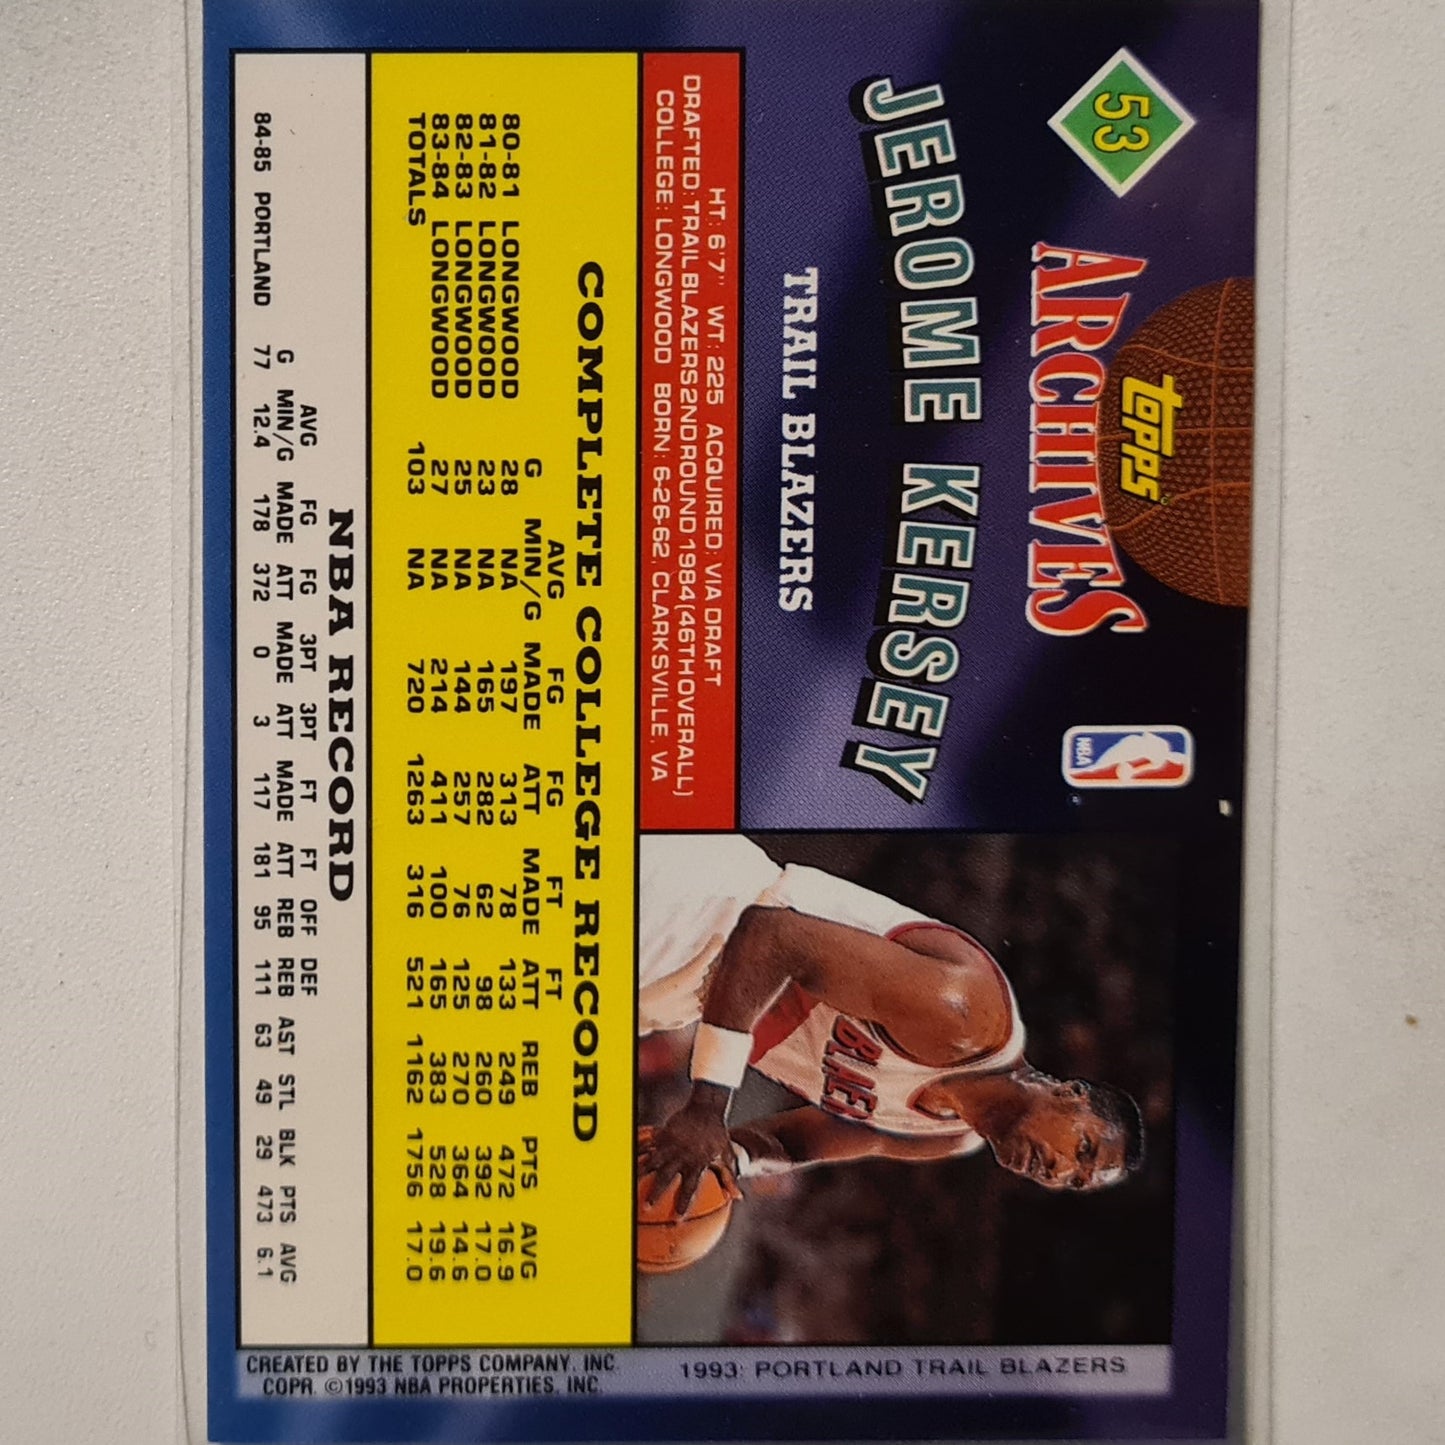 53
topps
ARCHIVES
NBA
JEROME KERSEY
TRAIL BLAZERS
HT: 6'7" WT: 225 ACQUIRED: VIA DRAFT
DRAFTED: TRAIL BLAZERS 2ND ROUND 1984 (46TH OVERALL)
COLLEGE: LONGWOOD BORN: 6-26-62, CLARKSVILLE, VA
BLAZER
COMPLETE COLLEGE RECORD
AVG FG FG FT FT
G MIN/G MADE ATT MADE ATT REB PTS AVG
80-81 LONGWOOD 28 NA 197 313 78 133 249 472 16.9
81-82 LONGWOOD 23 NA 165 282 62 98 260 392 17.0
82-83 LONGWOOD 25 NA 144 257 76 125 270 364 14.6
83-84 LONGWOOD 27 NA 214 411 100 165 383 528 19.6
TOTALS 103 720 1263 316 521 1162 1756 17.0
NBA RECORD
AVG FG FG 3PT 3PT FT FT OFF DEF
G MIN/G MADE ATT MADE ATT MADE ATT REB REB AST STL BLK PTS AVG
84-85 PORTLAND 77 12.4 178 372 0 3 117 181 95 111 63 49 29 473 6.1
1993: PORTLAND TRAIL BLAZERS
CREATED BY THE TOPPS COMPANY, INC.
COPR. ©1993 NBA PROPERTIES, INC.